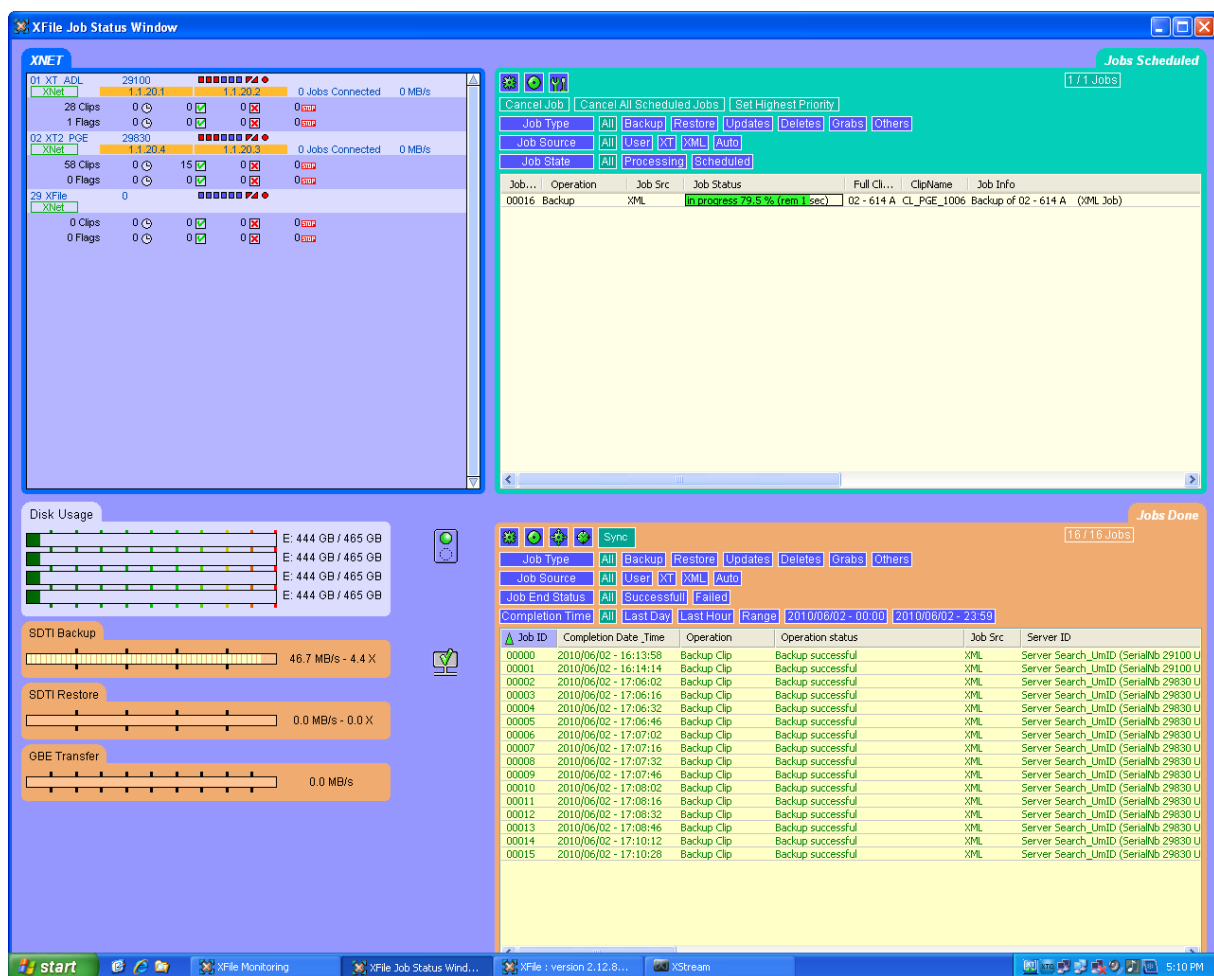 XFile Job Status Window
XNET
01 XT_ADL 29100
XNet 1.1.20.1 1.1.20.2 0 Jobs Connected 0 MB/s
28 Clips 0 0 0 0 STOP
1 Flags 0 0 0 0 STOP
02 XT2_PGE 29830
XNet 1.1.20.4 1.1.20.3 0 Jobs Connected 0 MB/s
58 Clips 0 15 0 0 STOP
0 Flags 0 0 0 0 STOP
29 XFile 0
XNet
0 Clips 0 0 0 0 STOP
0 Flags 0 0 0 0 STOP
Jobs Scheduled
1 / 1 Jobs
Cancel Job Cancel All Scheduled Jobs Set Highest Priority
Job Type All Backup Restore Updates Deletes Grabs Others
Job Source All User XT XML Auto
Job State All Processing Scheduled
Job... Operation Job Src Job Status Full Cli... ClipName Job Info
00016 Backup XML in progress 79.5 % (rem 1 sec) 02 - 614 A CL_PGE_1006 Backup of 02 - 614 A (XML Job)
Disk Usage
E: 444 GB / 465 GB
E: 444 GB / 465 GB
E: 444 GB / 465 GB
E: 444 GB / 465 GB
SDTI Backup
46.7 MB/s - 4.4 X
SDTI Restore
0.0 MB/s - 0.0 X
GBE Transfer
0.0 MB/s
Jobs Done
Sync 16 / 16 Jobs
Job Type All Backup Restore Updates Deletes Grabs Others
Job Source All User XT XML Auto
Job End Status All Successfull Failed
Completion Time All Last Day Last Hour Range 2010/06/02 - 00:00 2010/06/02 - 23:59
Job ID Completion Date_Time Operation Operation status Job Src Server ID
00000 2010/06/02 - 16:13:58 Backup Clip Backup successful XML Server Search_UmID (SerialNb 29100 U
00001 2010/06/02 - 16:14:14 Backup Clip Backup successful XML Server Search_UmID (SerialNb 29100 U
00002 2010/06/02 - 17:06:02 Backup Clip Backup successful XML Server Search_UmID (SerialNb 29830 U
00003 2010/06/02 - 17:06:16 Backup Clip Backup successful XML Server Search_UmID (SerialNb 29830 U
00004 2010/06/02 - 17:06:32 Backup Clip Backup successful XML Server Search_UmID (SerialNb 29830 U
00005 2010/06/02 - 17:06:46 Backup Clip Backup successful XML Server Search_UmID (SerialNb 29830 U
00006 2010/06/02 - 17:07:02 Backup Clip Backup successful XML Server Search_UmID (SerialNb 29830 U
00007 2010/06/02 - 17:07:16 Backup Clip Backup successful XML Server Search_UmID (SerialNb 29830 U
00008 2010/06/02 - 17:07:32 Backup Clip Backup successful XML Server Search_UmID (SerialNb 29830 U
00009 2010/06/02 - 17:07:46 Backup Clip Backup successful XML Server Search_UmID (SerialNb 29830 U
00010 2010/06/02 - 17:08:02 Backup Clip Backup successful XML Server Search_UmID (SerialNb 29830 U
00011 2010/06/02 - 17:08:16 Backup Clip Backup successful XML Server Search_UmID (SerialNb 29830 U
00012 2010/06/02 - 17:08:32 Backup Clip Backup successful XML Server Search_UmID (SerialNb 29830 U
00013 2010/06/02 - 17:08:46 Backup Clip Backup successful XML Server Search_UmID (SerialNb 29830 U
00014 2010/06/02 - 17:10:12 Backup Clip Backup successful XML Server Search_UmID (SerialNb 29830 U
00015 2010/06/02 - 17:10:28 Backup Clip Backup successful XML Server Search_UmID (SerialNb 29830 U
start XFile Monitoring XFile Job Status Wind... XFile : version 2.12.8... XStream 5:10 PM